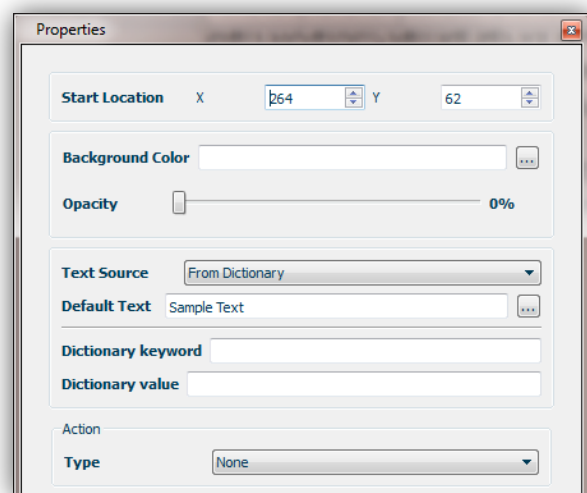 Properties
Start Location X 264 Y 62
Background Color ...
Opacity 0%
Text Source From Dictionary
Default Text Sample Text ...
Dictionary keyword
Dictionary value
Action
Type None